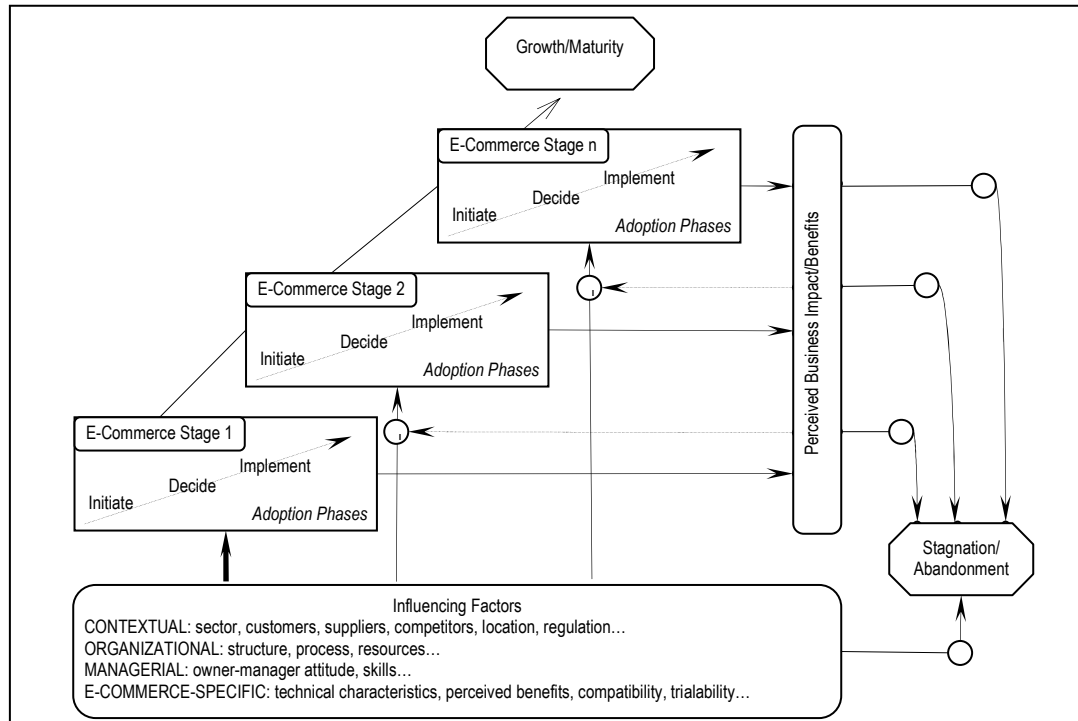 Growth/Maturity
E-Commerce Stage n
Implement
Decide
Initiate
Adoption Phases
E-Commerce Stage 2
Implement
Decide
Initiate
Adoption Phases
E-Commerce Stage 1
Implement
Decide
Initiate
Adoption Phases
Perceived Business Impact/Benefits
Stagnation/
Abandonment
Influencing Factors
CONTEXTUAL: sector, customers, suppliers, competitors, location, regulation…
ORGANIZATIONAL: structure, process, resources…
MANAGERIAL: owner-manager attitude, skills…
E-COMMERCE-SPECIFIC: technical characteristics, perceived benefits, compatibility, trialability…